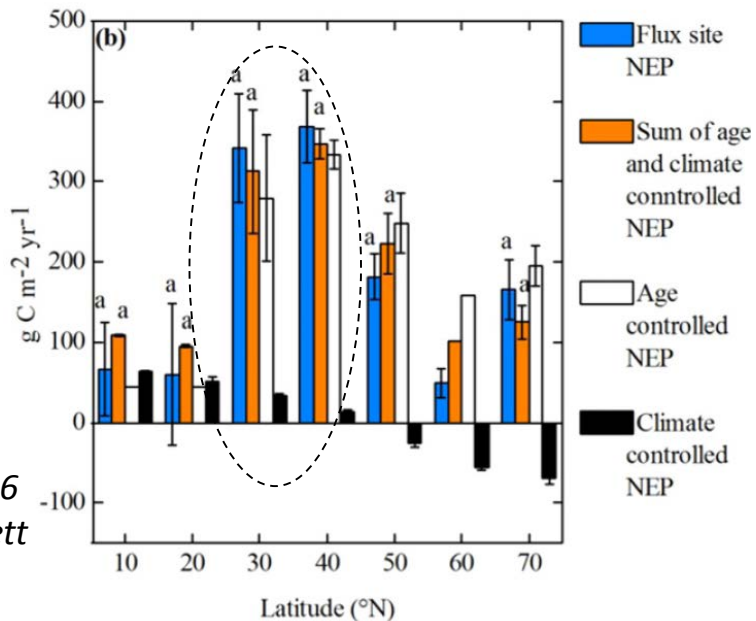 500
(b)
400
300
200
100
0
-100
g C m-2 yr-1
a
a
a
a
a
a
a
a
a
a
a
a
10 20 30 40 50 60 70
Latitude (°N)
Flux site
NEP
Sum of age
and climate
conntrolled
NEP
Age
controlled
NEP
Climate
controlled
NEP
6